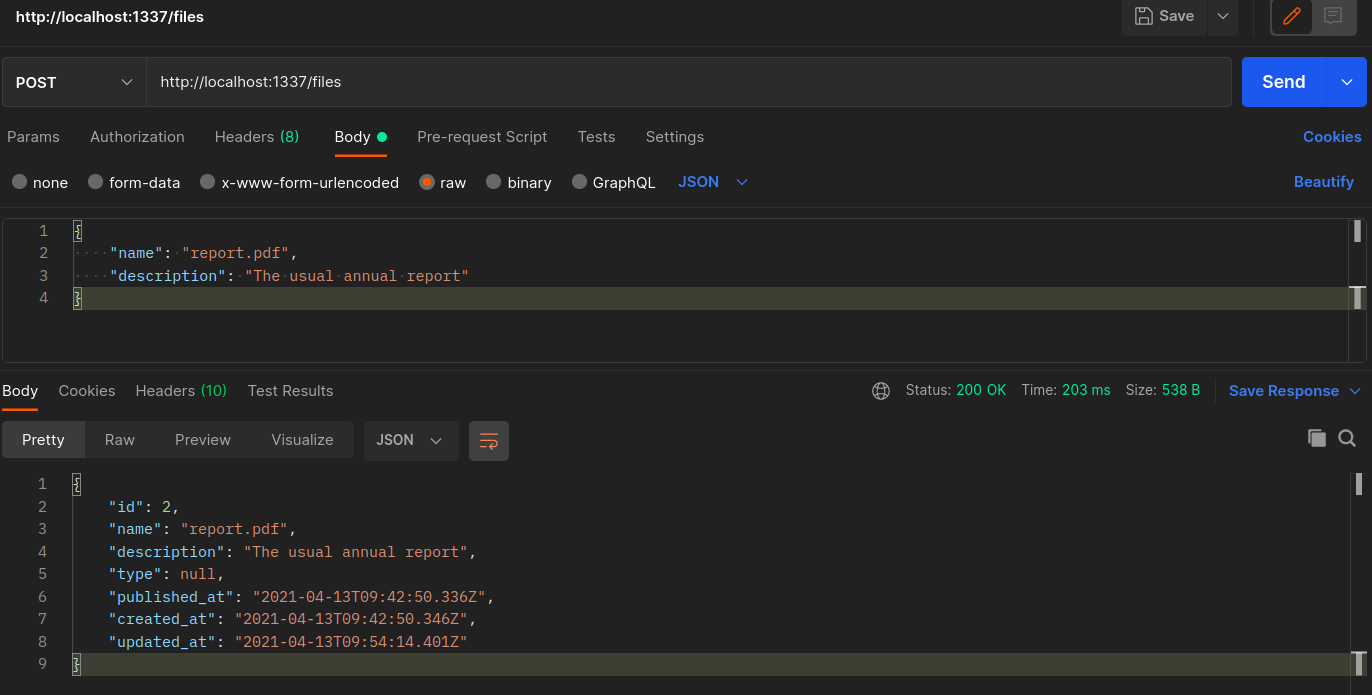 http://localhost:1337/files
Save
POST
http://localhost:1337/files
Send
Params Authorization Headers (8) Body Pre-request Script Tests Settings Cookies
none form-data x-www-form-urlencoded raw binary GraphQL JSON Beautify
1 {
2 ····"name":·"report.pdf",
3 ····"description":·"The·usual·annual·report"
4 }
Body Cookies Headers (10) Test Results Status: 200 OK Time: 203 ms Size: 538 B Save Response
Pretty Raw Preview Visualize JSON
1 {
2     "id": 2,
3     "name": "report.pdf",
4     "description": "The usual annual report",
5     "type": null,
6     "published_at": "2021-04-13T09:42:50.336Z",
7     "created_at": "2021-04-13T09:42:50.346Z",
8     "updated_at": "2021-04-13T09:54:14.401Z"
9 }